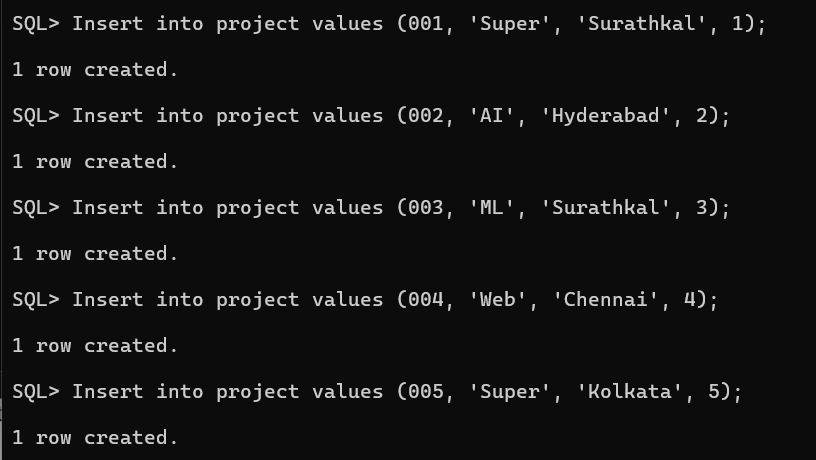 SQL> Insert into project values (001, 'Super', 'Surathkal', 1);
1 row created.
SQL> Insert into project values (002, 'AI', 'Hyderabad', 2);
1 row created.
SQL> Insert into project values (003, 'ML', 'Surathkal', 3);
1 row created.
SQL> Insert into project values (004, 'Web', 'Chennai', 4);
1 row created.
SQL> Insert into project values (005, 'Super', 'Kolkata', 5);
1 row created.